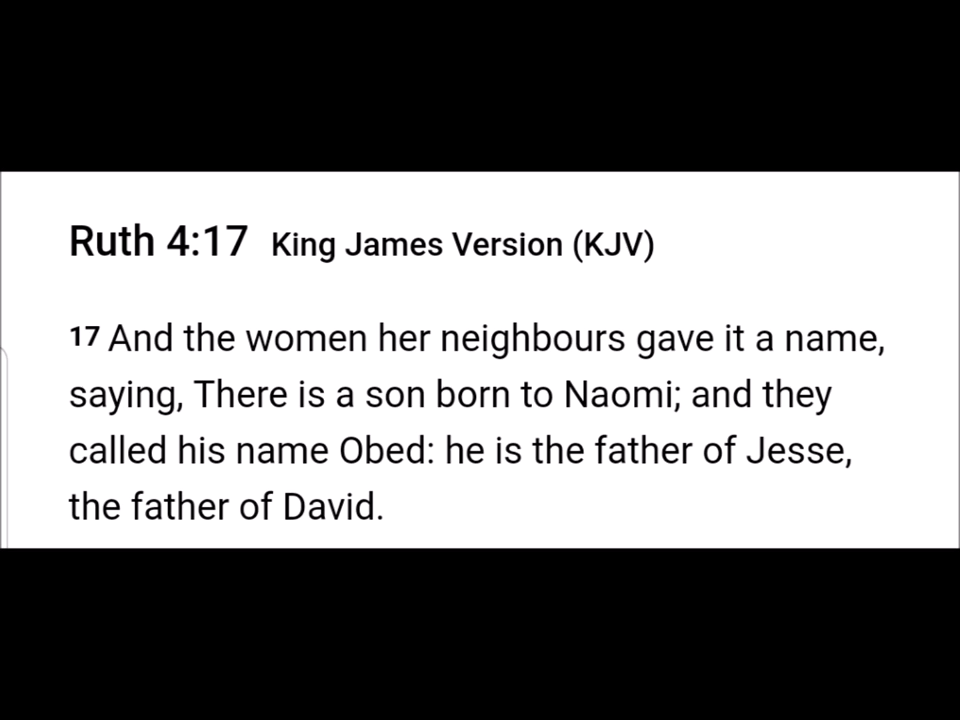 Ruth 4:17 King James Version (KJV)
17 And the women her neighbours gave it a name,
saying, There is a son born to Naomi; and they
called his name Obed: he is the father of Jesse,
the father of David.